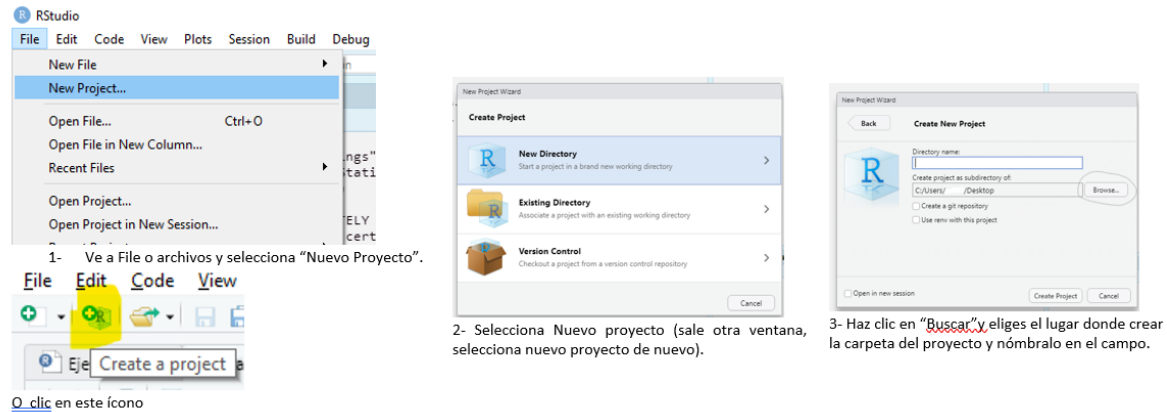 RStudio
File Edit Code View Plots Session Build Debug
New File
New Project...
Open File... Ctrl+O
Open File in New Column...
Recent Files
Open Project...
Open Project in New Session...
ngs"
tati
ELY
cert
1- Ve a File o archivos y selecciona “Nuevo Proyecto”.
File Edit Code View
Eje
Create a project
O clic en este ícono
New Project Wizard
Create Project
New Directory
Start a project in a brand new working directory
Existing Directory
Associate a project with an existing working directory
Version Control
Checkout a project from a version control repository
Cancel
2- Selecciona Nuevo proyecto (sale otra ventana,
selecciona nuevo proyecto de nuevo).
New Project Wizard
Back
Create New Project
Directory name:
Create project as subdirectory of:
C:/Users/ /Desktop
Browse...
Create a git repository
Use renv with this project
Open in new session
Create Project
Cancel
3- Haz clic en “Buscar”y eliges el lugar donde crear
la carpeta del proyecto y nómbralo en el campo.